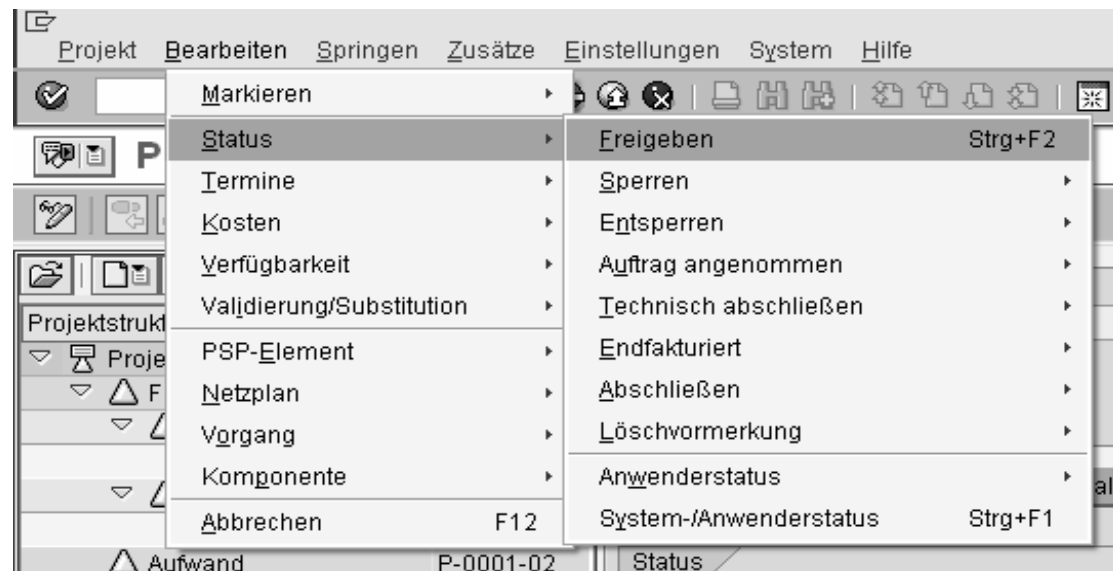 Projekt Bearbeiten Springen Zusätze Einstellungen System Hilfe
Markieren
P
Status
Termine
Kosten
Verfügbarkeit
Validierung/Substitution
PSP-Element
Netzplan
Vorgang
Komponente
Abbrechen F12
Freigeben Strg+F2
Sperren
Entsperren
Auftrag angenommen
Technisch abschließen
Endfakturiert
Abschließen
Löschvormerkung
Anwenderstatus
System-/Anwenderstatus Strg+F1
Projektstrukt
Proje
F
al
Aufwand P-0001-02
Status